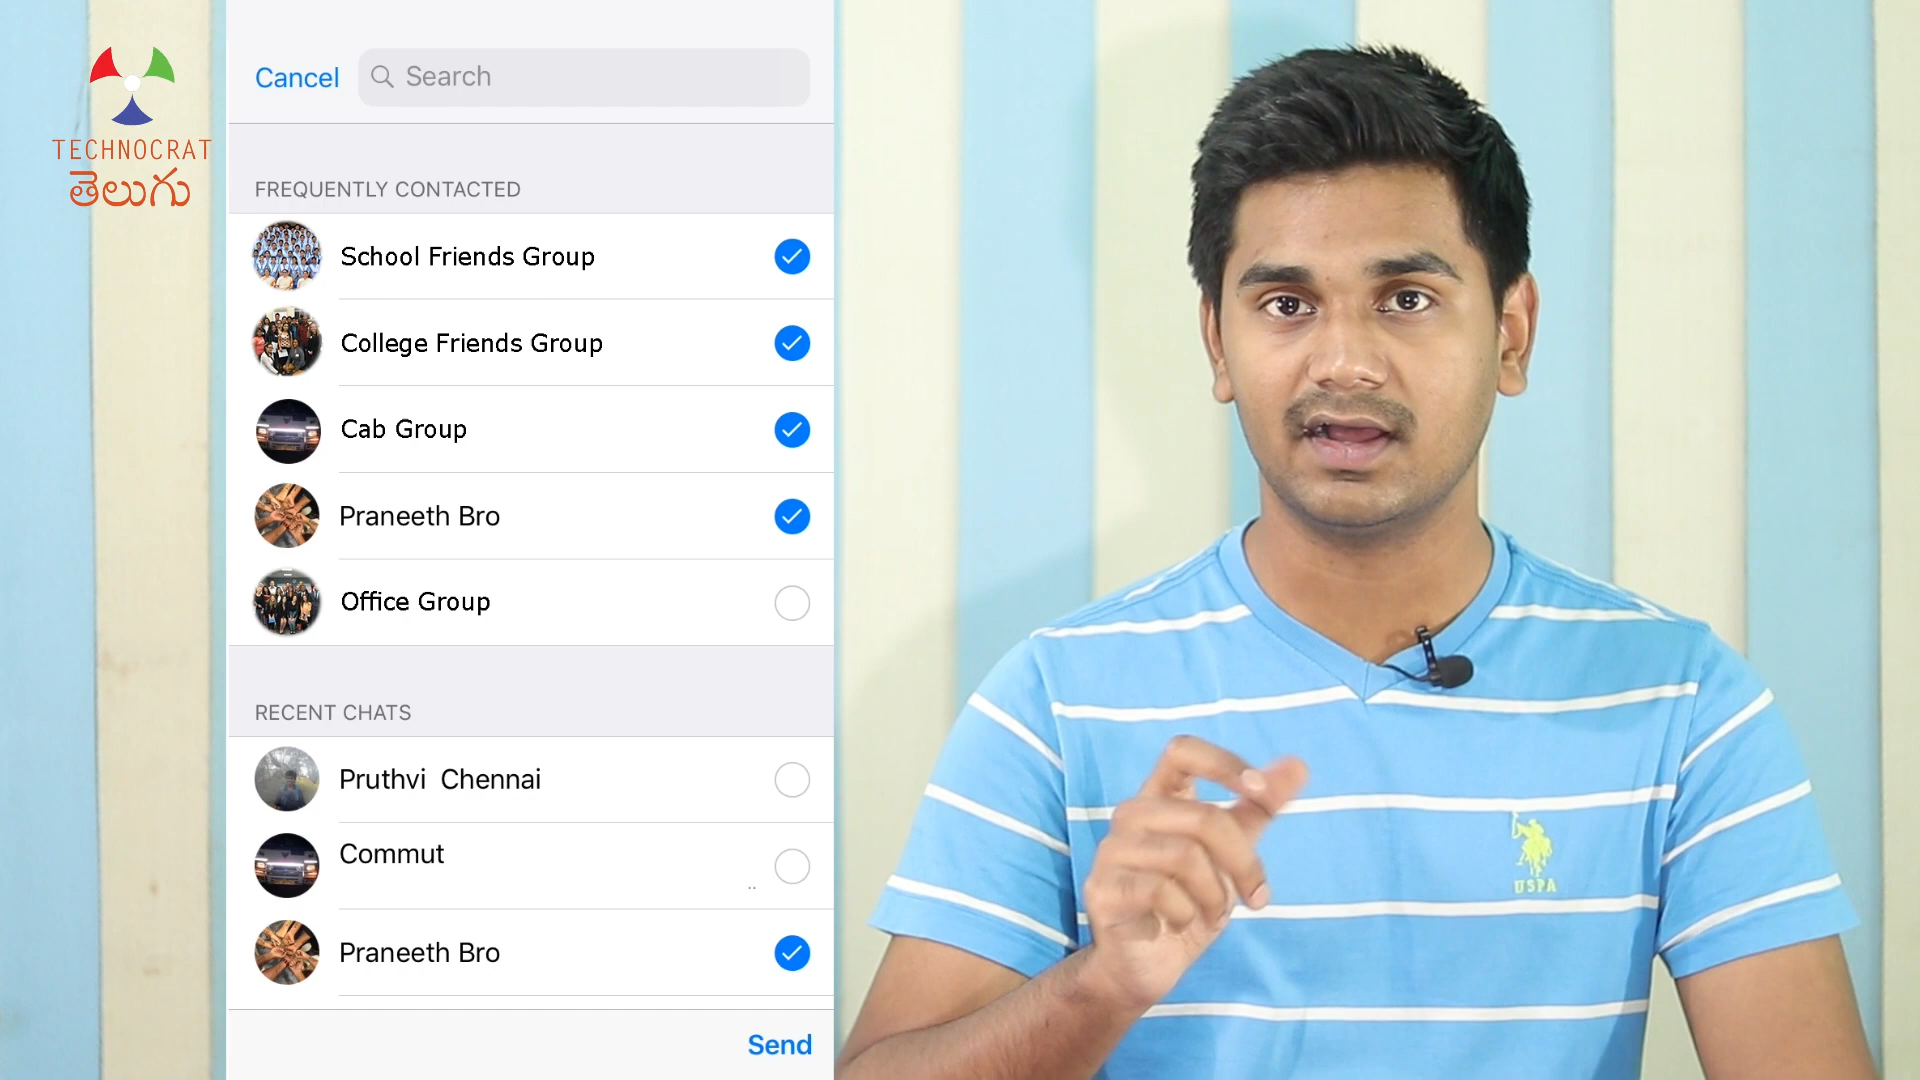 TECHNOCRAT
తెలుగు
Cancel
Search
FREQUENTLY CONTACTED
School Friends Group
College Friends Group
Cab Group
Praneeth Bro
Office Group
RECENT CHATS
Pruthvi Chennai
Commut
..
Praneeth Bro
Send
USPA